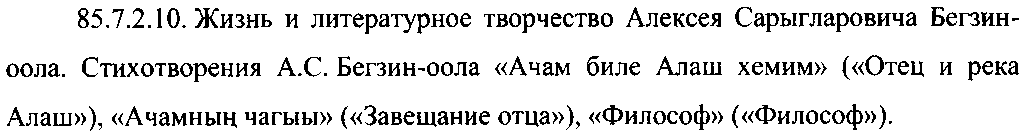 85.7.2.10. Жизнь и литературное творчество Алексея Сарыгларовича Бегзин-
оола. Стихотворения А.С. Бегзин-оола «Ачам биле Алаш хемим» («Отец и река
Алаш»), «Ачамның чагыы» («Завещание отца»), «Философ» («Философ»).